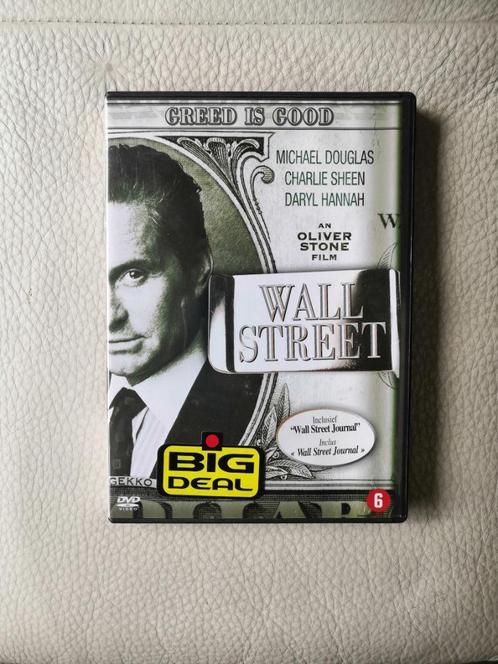 GREED IS GOOD
MICHAEL DOUGLAS
CHARLIE SHEEN
DARYL HANNAH
AN
OLIVER
STONE
FILM
W
WALL
STREET
Inclusief
"Wall Street Journal"
Inclus
« Wall Street Journal »
BIG
DEAL
GEKKO
DVD
VIDEO
6